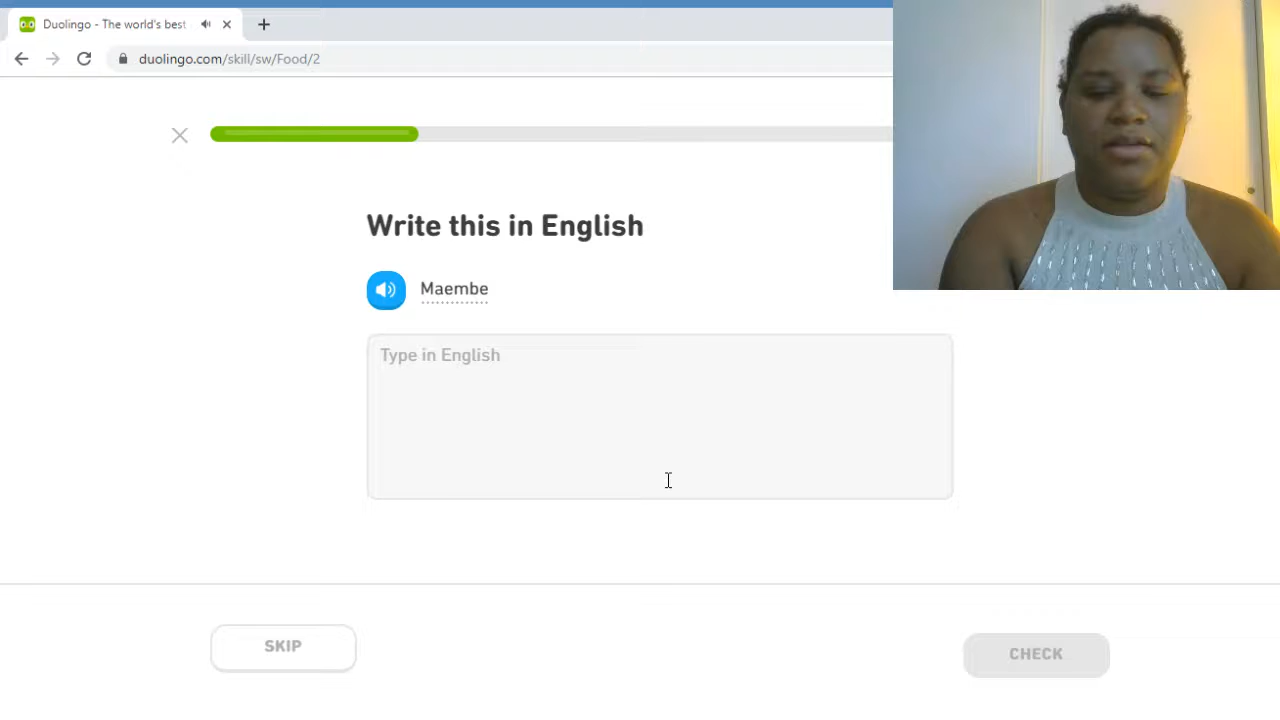 Duolingo - The world's best
duolingo.com/skill/sw/Food/2
Write this in English
Maembe
Type in English
SKIP
CHECK